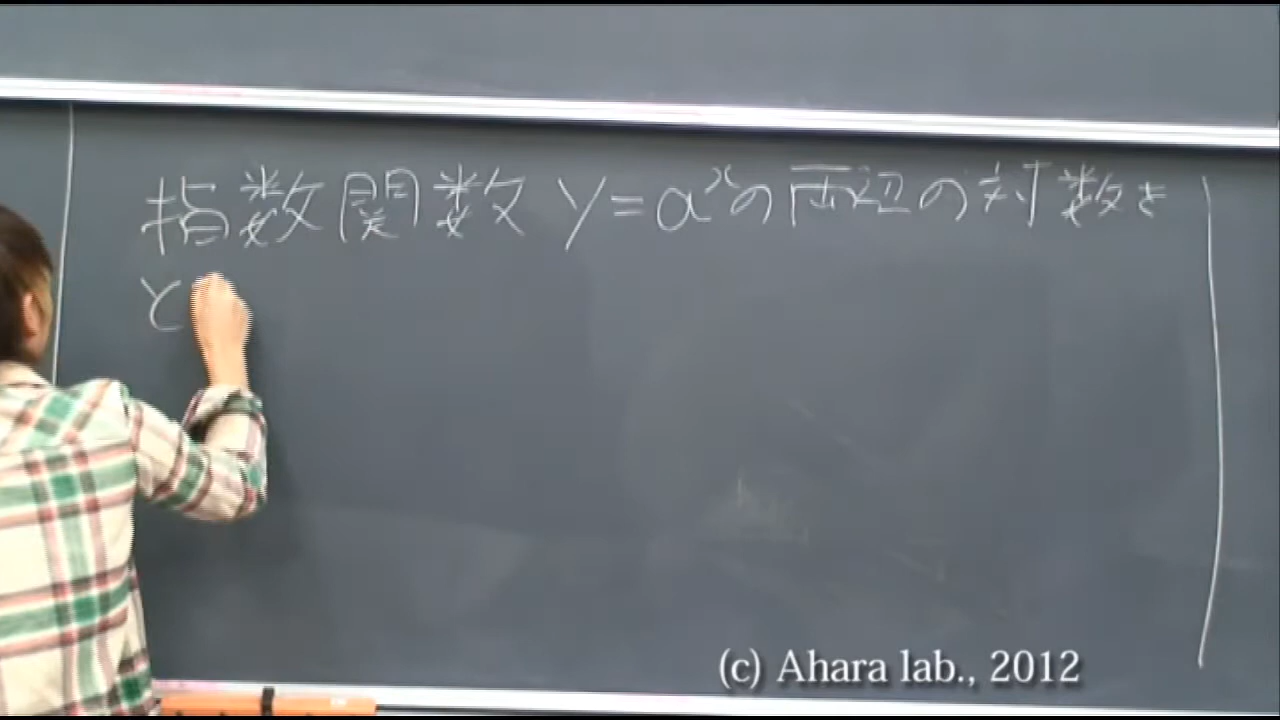 指数関数 y=a^xの両辺の対数を
と
(c) Ahara lab., 2012